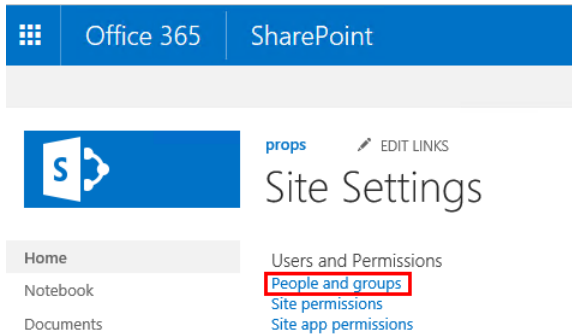 Office 365
SharePoint
S
props
EDIT LINKS
Site Settings
Home
Notebook
Documents
Users and Permissions
People and groups
Site permissions
Site app permissions